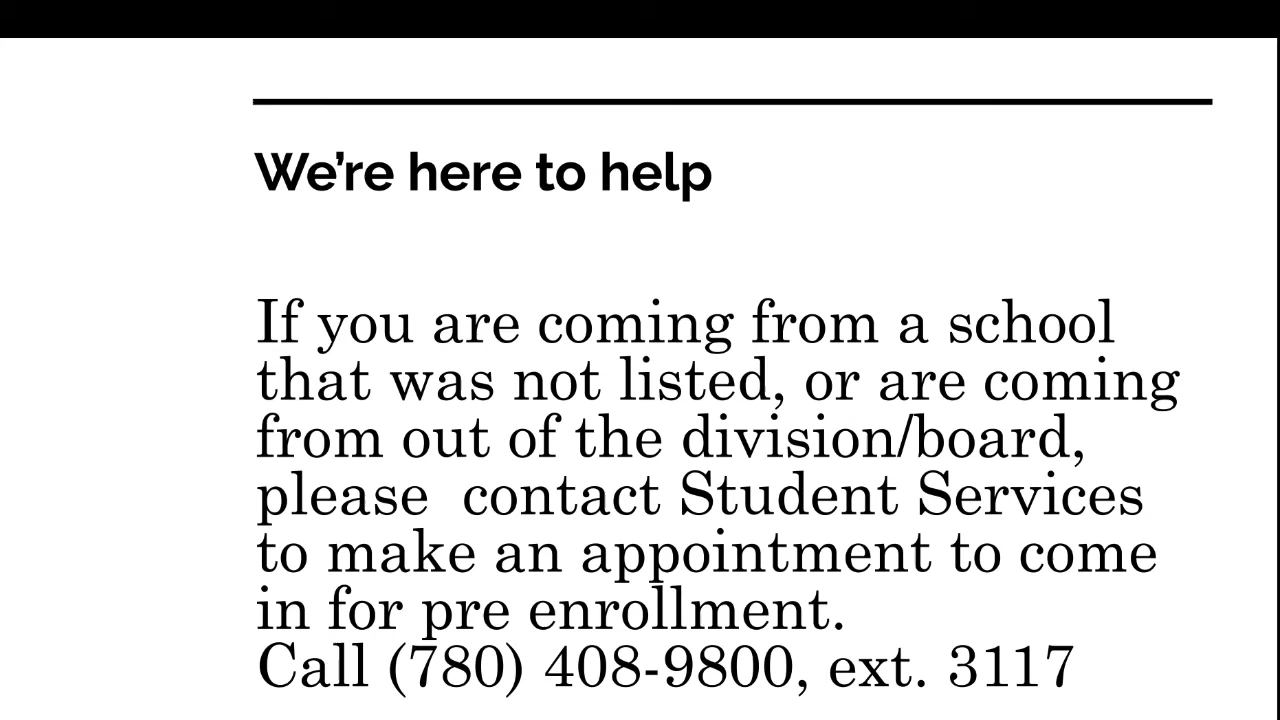 We’re here to help
If you are coming from a school
that was not listed, or are coming
from out of the division/board,
please  contact Student Services
to make an appointment to come
in for pre enrollment.
Call (780) 408-9800, ext. 3117